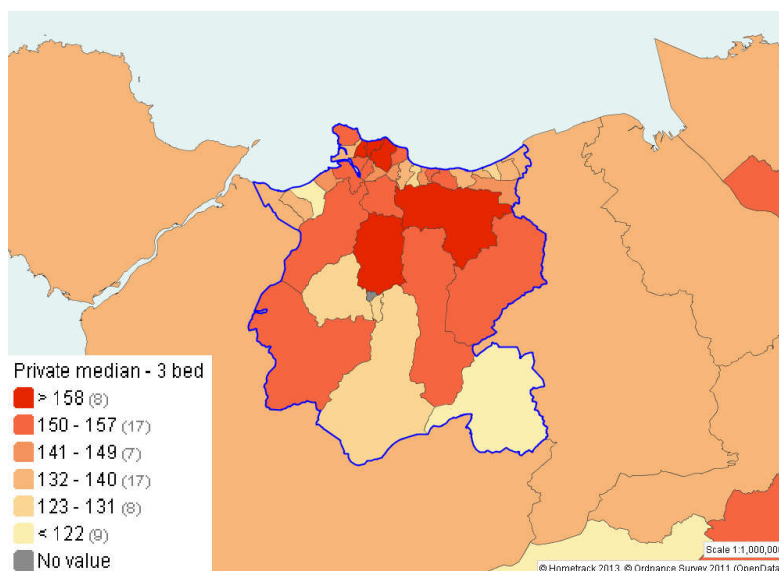 Private median - 3 bed
> 158 (8)
150 - 157 (17)
141 - 149 (7)
132 - 140 (17)
123 - 131 (8)
< 122 (9)
No value
Scale 1:1,000,000
© Hometrack 2013, © Ordnance Survey 2011 (OpenData